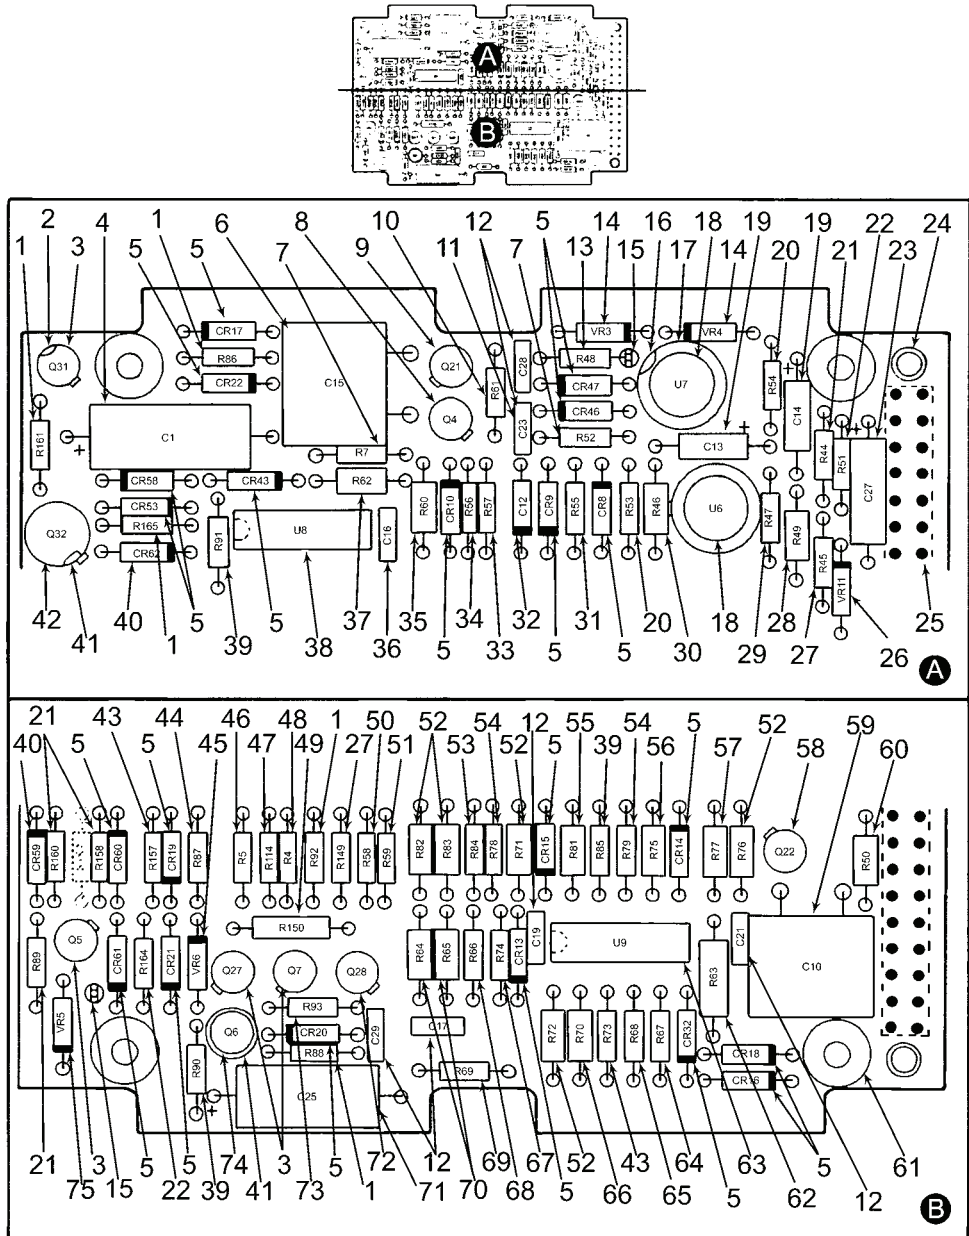 A
B
1 2 3 4 1 5 5 6 7 8 9 10 11 12 7 5 13 14 15 16 17 18 14 19 20 19 21 22 23 24
CR17
R86
CR22
Q31
C15
Q21
Q4
R61
C28
C23
VR3
VR4
R48
CR47
CR46
R52
U7
R54
C14
C13
+
+
+
+
R161
C1
R7
R62
CR58
CR43
CR53
R165
CR62
Q32
R91
U8
C16
R60
CR10
R56
R57
C12
CR9
R55
CR8
R53
R46
U6
R47
R49
R44
R51
C27
R45
VR11
42 41 40 1 5 39 5 38 37 36 35 5 34 33 32 5 31 5 20 30 18 29 28 27 26 25
A
21 43 44 46 48 1 50 52 54 12 55 54 5 52 59
40 5 5 45 47 49 27 51 53 52 5 39 56 57 58 60
CR59
R160
R158
CR60
R157
CR19
R87
R5
R114
R4
R92
R149
R58
R59
R82
R83
R84
R78
R71
CR15
R81
R85
R79
R75
CR14
R77
R76
Q22
R50
R89
Q5
CR61
R164
CR21
VR6
R150
Q27
Q7
Q28
R64
R65
R66
R74
CR13
C19
U9
R63
C21
C10
VR5
Q6
R93
CR20
R88
C29
C17
R69
R72
R70
R73
R68
R67
CR32
CR18
CR16
R90
C25
+
21 75 3 15 5 22 5 39 74 41 3 73 5 1 72 71 12 70 69 68 67 5 52 66 43 65 64 5 63 62 5 12 61
B